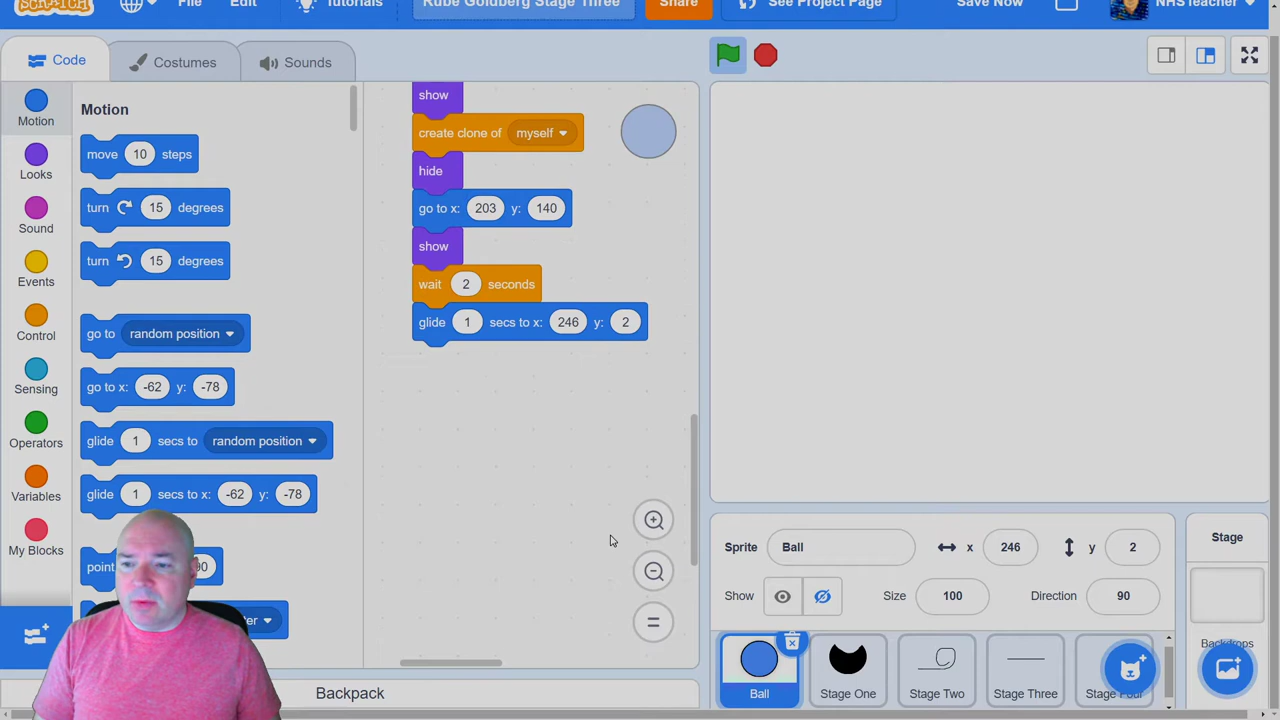 SCRATCH File Edit Tutorials Rube Goldberg Stage Three Share See Project Page Save Now NHSTeacher
Code Costumes Sounds
Motion
Looks
Sound
Events
Control
Sensing
Operators
Variables
My Blocks
Motion
move 10 steps
turn 15 degrees
turn 15 degrees
go to random position
go to x: -62 y: -78
glide 1 secs to random position
glide 1 secs to x: -62 y: -78
point 90
show
create clone of myself
hide
go to x: 203 y: 140
show
wait 2 seconds
glide 1 secs to x: 246 y: 2
Backpack
Sprite Ball x 246 y 2
Show Size 100 Direction 90
Ball Stage One Stage Two Stage Three
Stage
Backdrops